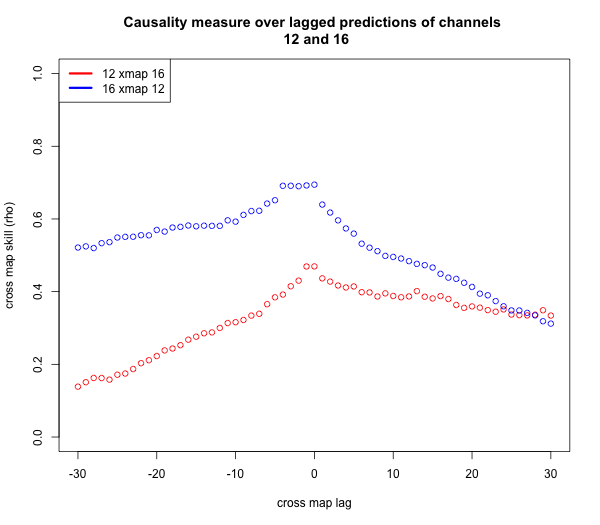 Causality measure over lagged predictions of channels
12 and 16
12 xmap 16
16 xmap 12
cross map skill (rho)
1.0
0.8
0.6
0.4
0.2
0.0
-30 -20 -10 0 10 20 30
cross map lag